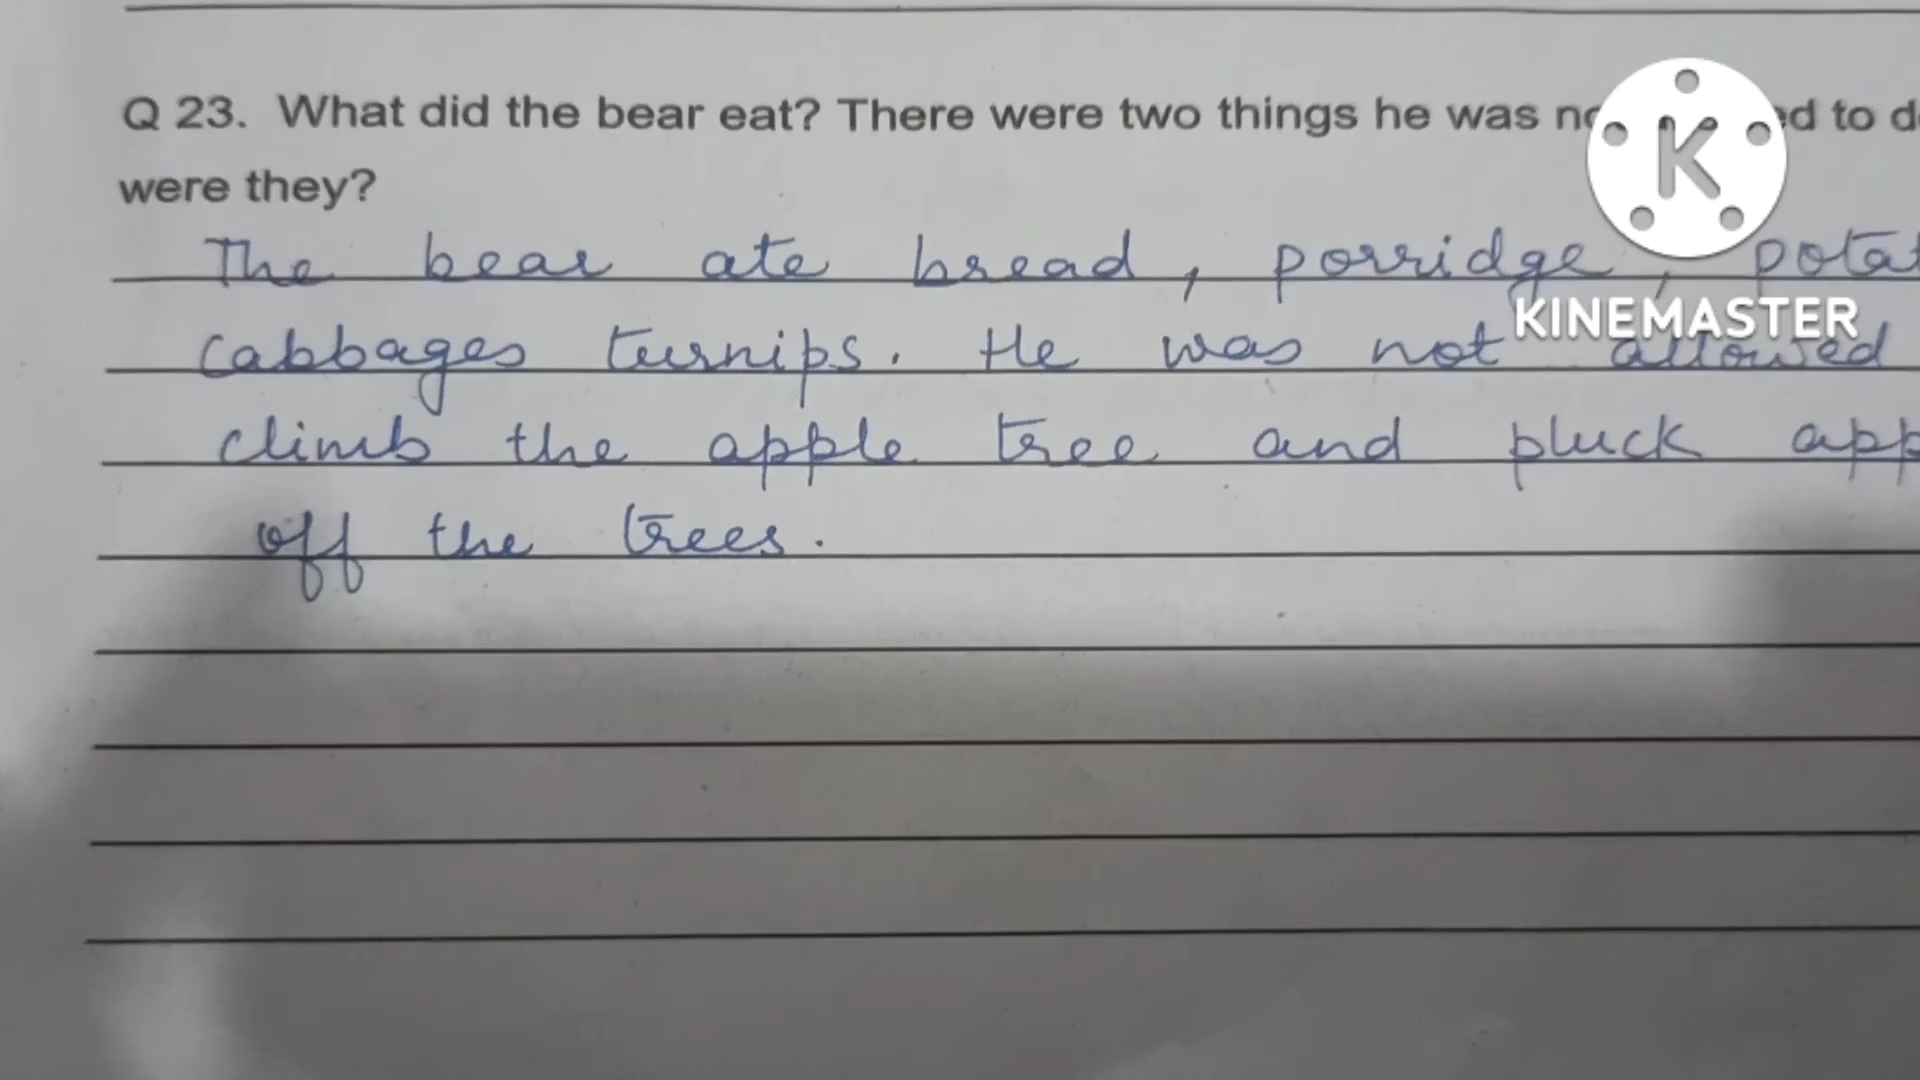 Q 23. What did the bear eat? There were two things he was to
were they?
The bear ate bread, porridge,
KINEMASTER
cabbages turnips. He was not allowed
climb the apple tree and pluck
off the trees.